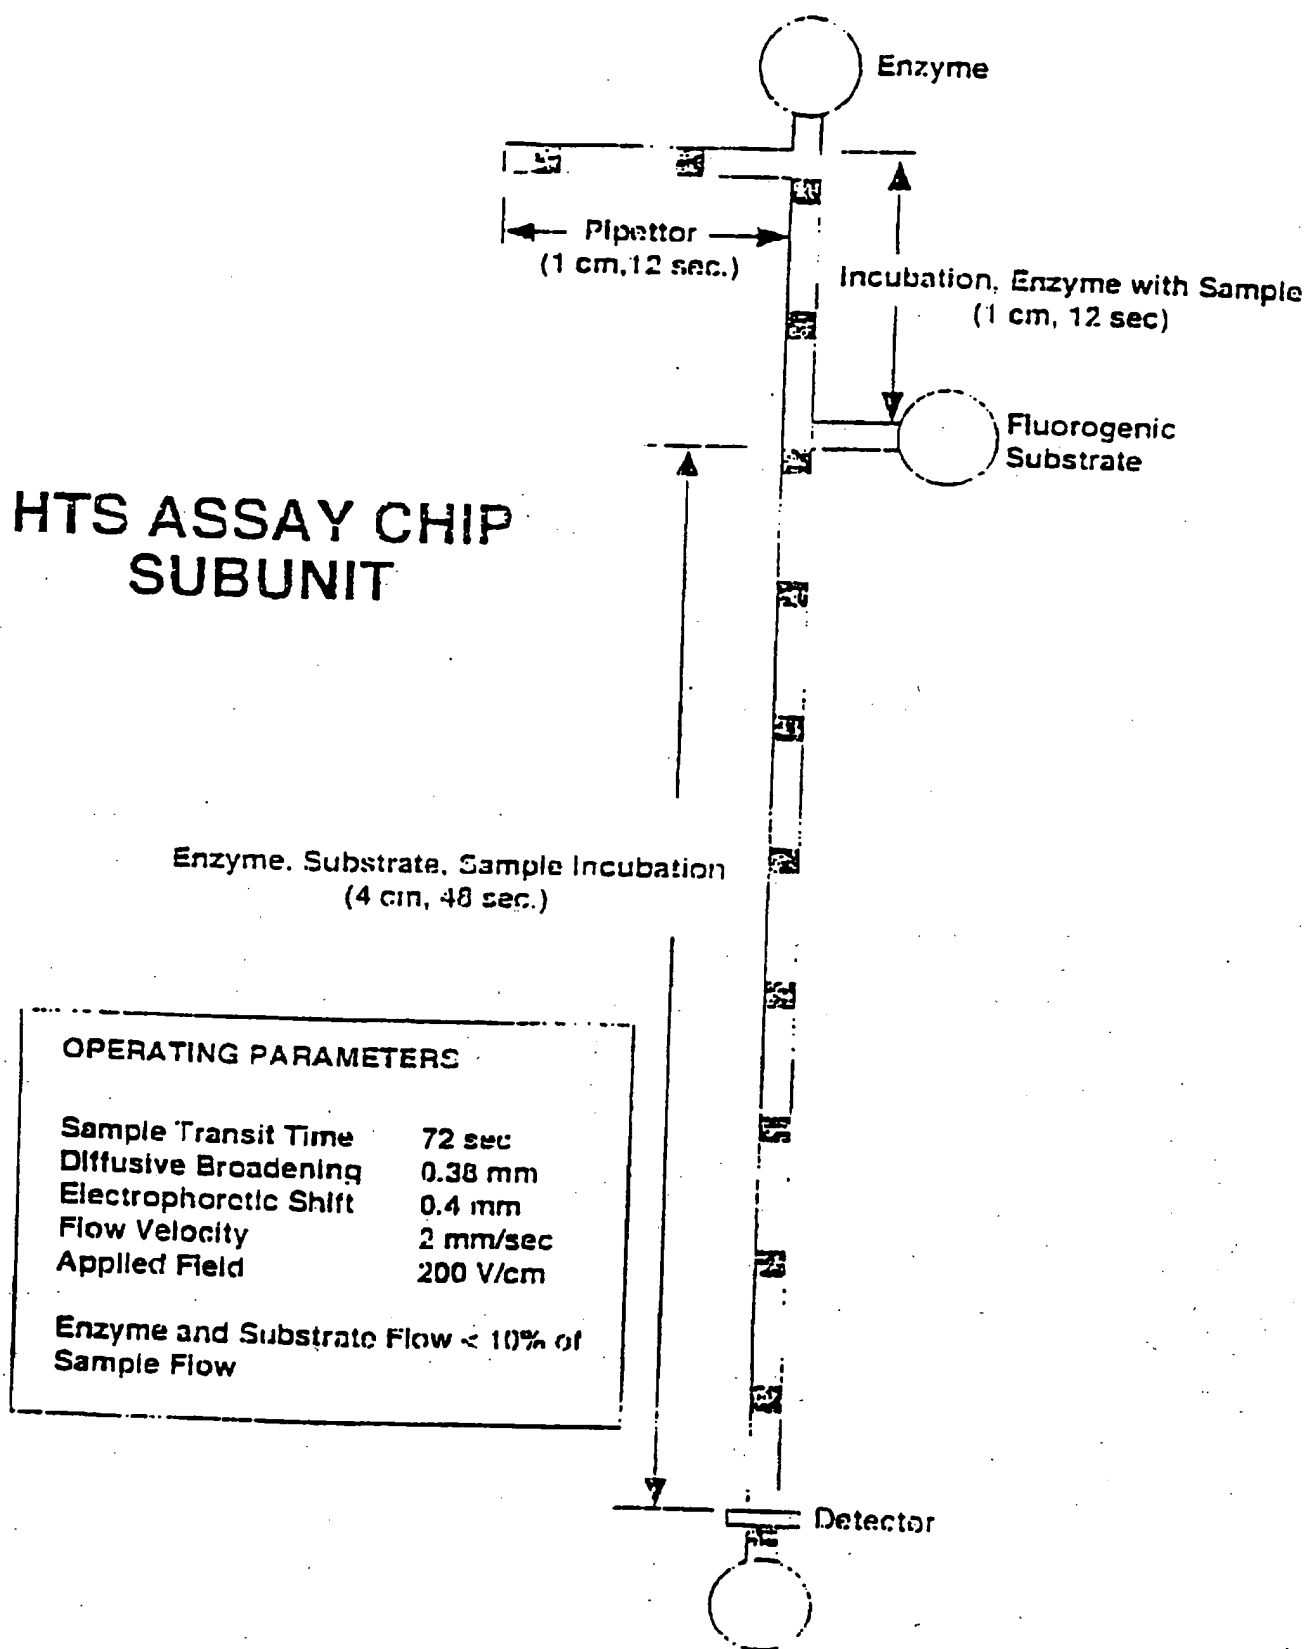 Enzyme
Pipettor
(1 cm,12 sec.)
Incubation, Enzyme with Sample
(1 cm, 12 sec)
Fluorogenic
Substrate
HTS ASSAY CHIP
SUBUNIT
Enzyme. Substrate, Sample Incubation
(4 cm, 48 sec.)
OPERATING PARAMETERS
Sample Transit Time 72 sec
Diffusive Broadening 0.38 mm
Electrophoretic Shift 0.4 mm
Flow Velocity 2 mm/sec
Applied Field 200 V/cm
Enzyme and Substrate Flow < 10% of
Sample Flow
Detector